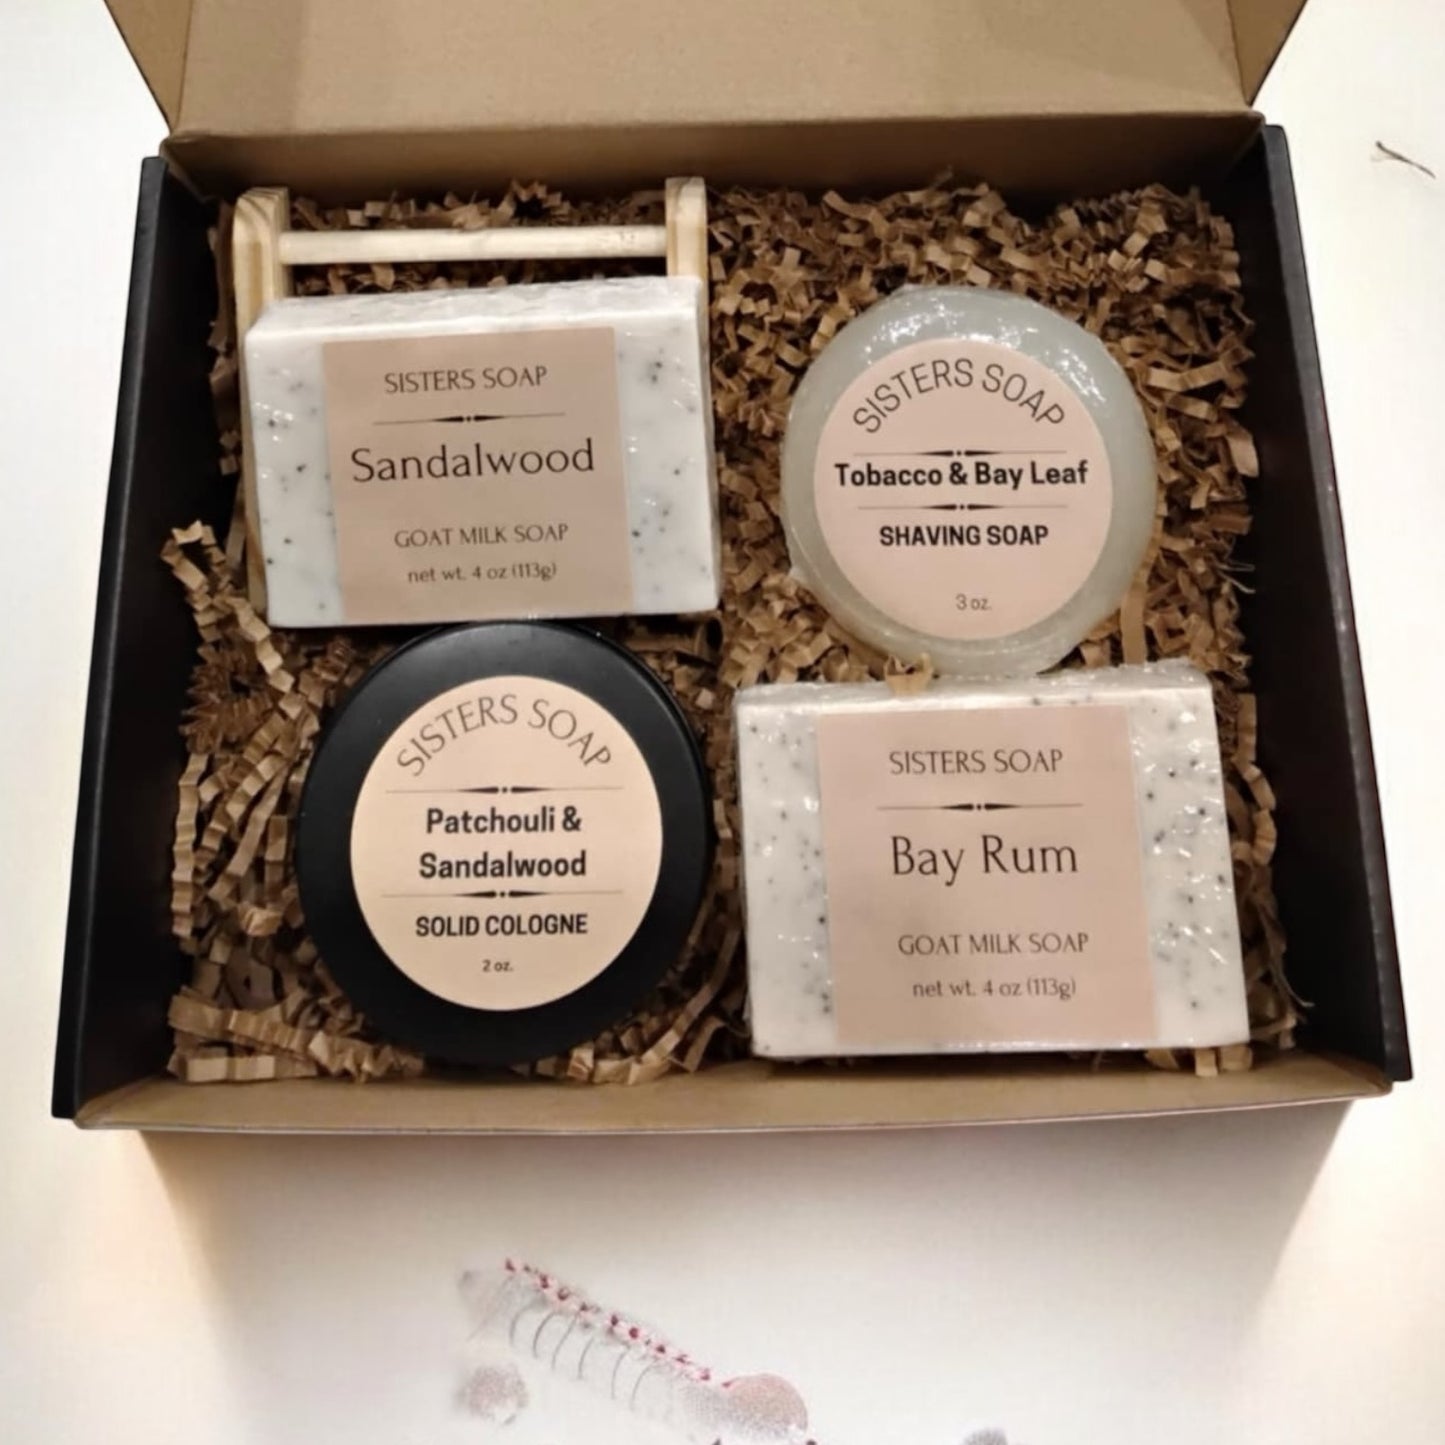 SISTERS SOAP
Sandalwood
GOAT MILK SOAP
net wt. 4 oz (113g)
SISTERS SOAP
Tobacco & Bay Leaf
SHAVING SOAP
3 oz.
SISTERS SOAP
Patchouli &
Sandalwood
SOLID COLOGNE
2 oz.
SISTERS SOAP
Bay Rum
GOAT MILK SOAP
net wt. 4 oz (113g)